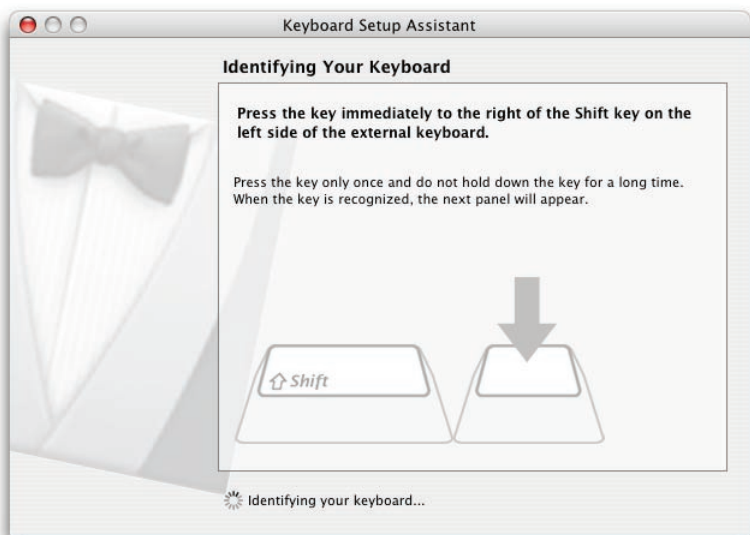 Keyboard Setup Assistant
Identifying Your Keyboard
Press the key immediately to the right of the Shift key on the
left side of the external keyboard.
Press the key only once and do not hold down the key for a long time.
When the key is recognized, the next panel will appear.
Shift
Identifying your keyboard...